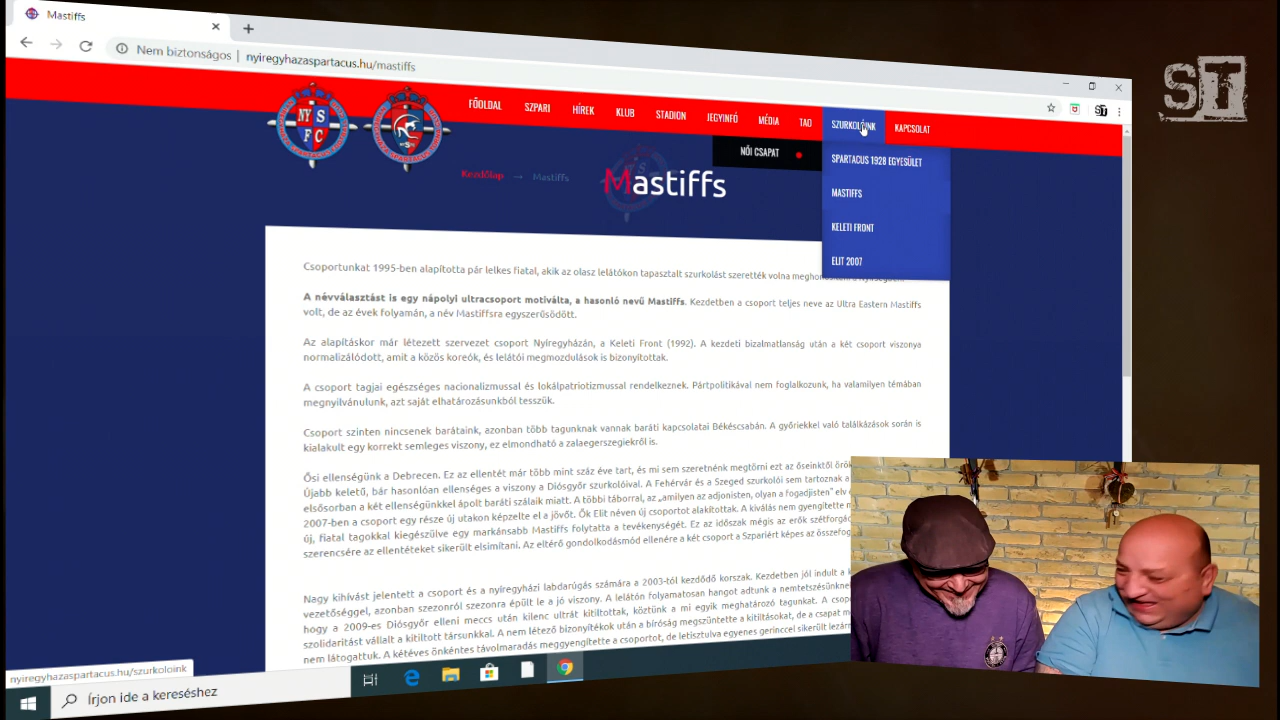 Mastiffs
Nem biztonságos | nyiregyhazaspartacus.hu/mastiffs
ST
FŐOLDAL SZPARI HÍREK KLUB STADION JEGYINFÓ MÉDIA TAO SZURKOLÓINK KAPCSOLAT
NY S
F C
NŐI CSAPAT
SPARTACUS 1928 EGYESÜLET
MASTIFFS
KELETI FRONT
ELIT 2007
Kezdőlap → Mastiffs
Mastiffs
Csoportunkat 1995-ben alapította pár lelkes fiatal, akik az olasz lelátókon tapasztalt szurkolást szerették volna
A névválasztást is egy nápolyi ultracsoport motiválta, a hasonló nevű Mastiffs. Kezdetben a csoport teljes neve az Ultra Eastern Mastiffs
volt, de az évek folyamán, a név Mastiffsra egyszerűsödött.
Az alapításkor már létezett szervezet csoport Nyíregyházán, a Keleti Front (1992). A kezdeti bizalmatlanság után a két csoport viszonya
normalizálódott, amit a közös koreók, és lelátói megmozdulások is bizonyítottak.
A csoport tagjai egészséges nacionalizmussal és lokálpatriotizmussal rendelkeznek. Pártpolitikával nem foglalkozunk, ha valamilyen témában
megnyilvánulunk, azt saját elhatározásunkból tesszük.
Csoport szinten nincsenek barátaink, azonban több tagunknak vannak baráti kapcsolatai Békéscsabán. A győriekkel való találkozások során is
kialakult egy korrekt semleges viszony, ez elmondható a zalaegerszegiekről is.
Ősi ellenségünk a Debrecen. Ez az ellentét már több mint száz éve tart, és mi sem szeretnénk megtörni ezt az őseinktől
Újabb keletű, bár hasonlóan ellenséges a viszony a Diósgyőr szurkolóival. A Fehérvár és a Szeged szurkolói sem tartoznak a
elsősorban a két ellenségünkkel ápolt baráti szálaik miatt. A többi táborral, az „amilyen az adjonisten, olyan a fogadjisten” elv
2007-ben a csoport egy része új utakon képzelte el a jövőt. Ők Elit néven új csoportot alakítottak. A kiválás nem gyengítette
új, fiatal tagokkal kiegészülve egy markánsabb Mastiffs folytatta a tevékenységét. Ez az időszak mégis az erők
szerencsére az ellentéteket sikerült elsimítani. Az eltérő gondolkodásmód ellenére a két csoport a Szpariért képes az
Nagy kihívást jelentett a csoport és a nyíregyházi labdarúgás számára a 2003-tól kezdődő korszak. Kezdetben jól indult a
vezetőséggel, azonban szezonról szezonra épült le a jó viszony. A lelátón folyamatosan hangot adtunk a
hogy a 2009-es Diósgyőr elleni meccs után kilenc ultrát kitiltottak, köztünk a mi egyik meghatározó tagunkat. A
szolidaritást vállalt a kitiltott társunkkal. A nem létező bizonyítékok után a bíróság megszüntette a kitiltásokat, de a csapat
nem látogattuk. A kétéves önkéntes távolmaradás meggyengítette a csoportot, de letisztulva egyenes gerinccel sikerült
nyiregyhazaspartacus.hu/szurkoloink
Írjon ide a kereséshez